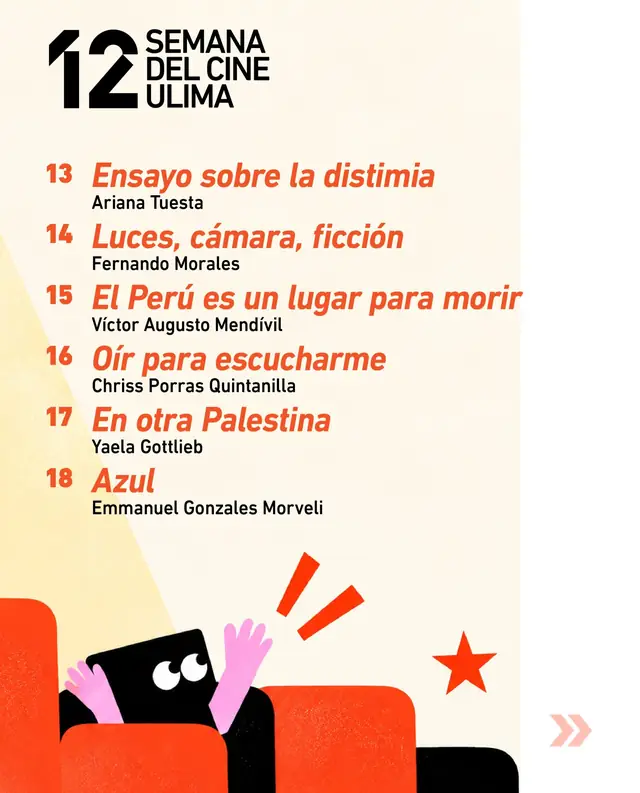 12 SEMANA
DEL CINE
ULIMA
13 Ensayo sobre la distimia
Ariana Tuesta
14 Luces, cámara, ficción
Fernando Morales
15 El Perú es un lugar para morir
Víctor Augusto Mendívil
16 Oír para escucharme
Chriss Porras Quintanilla
17 En otra Palestina
Yaela Gottlieb
18 Azul
Emmanuel Gonzales Morveli